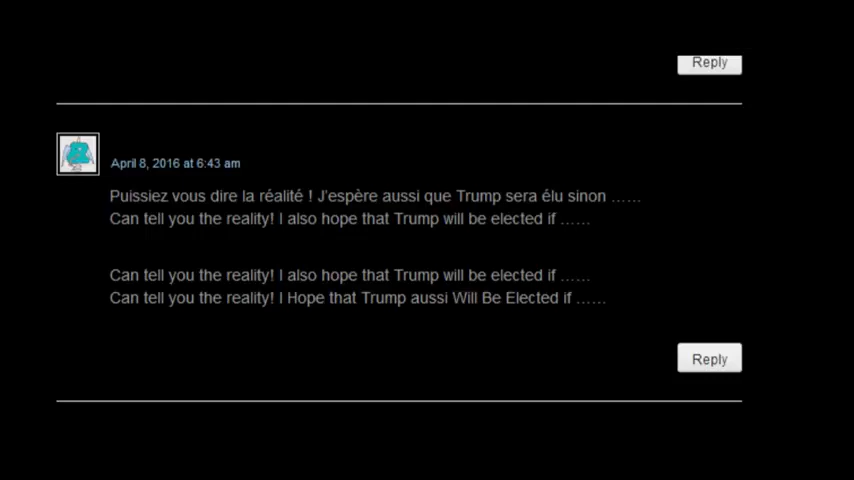 Reply
April 8, 2016 at 6:43 am
Puissiez vous dire la réalité ! J'espère aussi que Trump sera élu sinon ......
Can tell you the reality! I also hope that Trump will be elected if ......
Can tell you the reality! I also hope that Trump will be elected if ......
Can tell you the reality! I Hope that Trump aussi Will Be Elected if ......
Reply